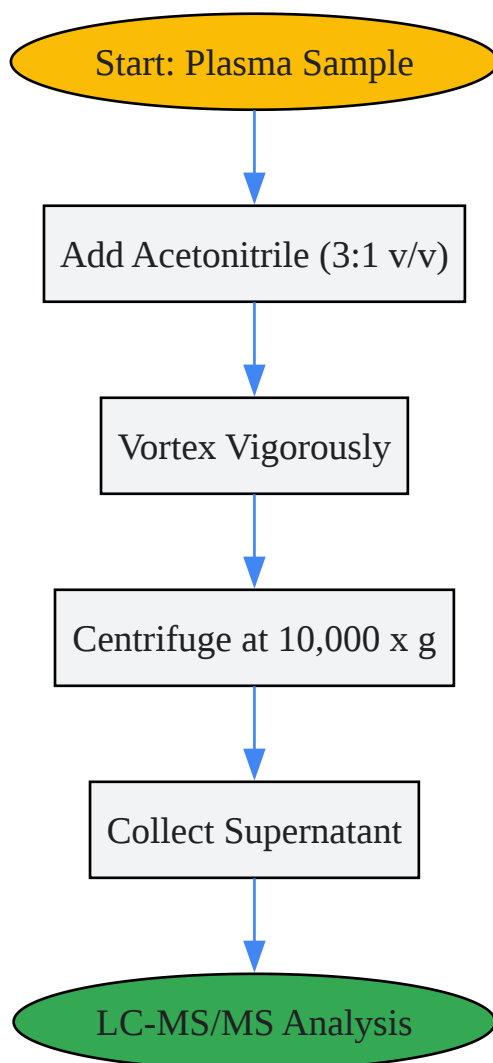 Start: Plasma Sample
Add Acetonitrile (3:1 v/v)
Vortex Vigorously
Centrifuge at 10,000 x g
Collect Supernatant
LC-MS/MS Analysis